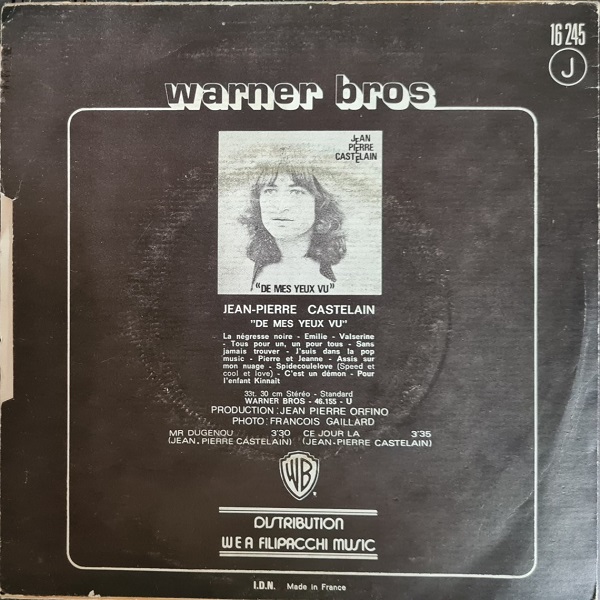 16 245
J
warner bros
JEAN
PIERRE
CASTELAIN
"DE MES YEUX VU"
JEAN-PIERRE CASTELAIN
"DE MES YEUX VU"
La négresse noire - Emilie - Valserine
- Tous pour un, un pour tous - Sans
jamais trouver - J'suis dans la pop
music - Pierre et Jeanne - Assis sur
mon nuage - Spidecoulelove (Speed et
cool et love) - C'est un démon - Pour
l'enfant Kinnaït
33t. 30 cm Stéréo - Standard
WARNER BROS - 46.155 - U
PRODUCTION : JEAN PIERRE ORFINO
PHOTO: FRANCOIS GAILLARD
MR DUGENOU 3'30 CE JOUR LA 3'35
(JEAN-PIERRE CASTELAIN) (JEAN-PIERRE CASTELAIN)
WB
DISTRIBUTION
WEA FILIPACCHI MUSIC
I.D.N. Made in France